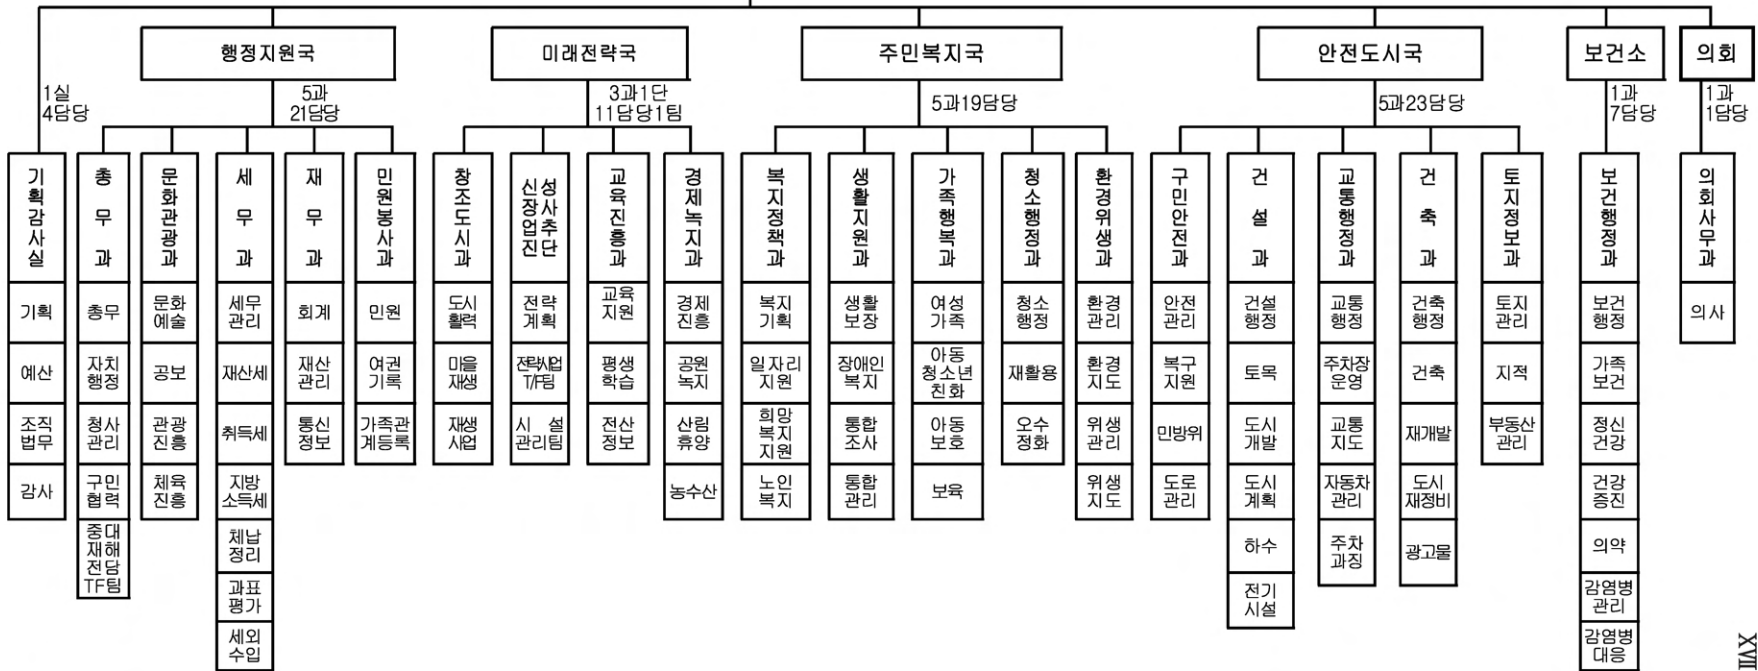 행정지원국
미래전략국
주민복지국
안전도시국
보건소
의회
1실
4담당
5과
21담당
3과1단
11담당1팀
5과19담당
5과23담당
1과
7담당
1과
1담당
기획감사실
기획
예산
조직
법무
감사
총무과
총무
자치
행정
청사
관리
구민
협력
중대
재해
전담
TF팀
문화관광과
문화
예술
공보
관광
진흥
체육
진흥
세무과
세무
관리
재산세
취득세
지방
소득세
체납
정리
과표
평가
세외
수입
재무과
회계
재산
관리
통신
정보
민원봉사과
민원
여권
기록
가족관
계등록
창조도시과
도시
활력
마을
재생
재생
사업
신성장사업추진단
전략
계획
전략사업
T/F팀
시 설
관리팀
교육진흥과
교육
지원
평생
학습
전산
정보
경제녹지과
경제
진흥
공원
녹지
산림
휴양
농수산
복지정책과
복지
기획
일자리
지원
희망
복지
지원
노인
복지
생활지원과
생활
보장
장애인
복지
통합
조사
통합
관리
가족행복과
여성
가족
아동
청소년
친화
아동
보호
보육
청소행정과
청소
행정
재활용
오수
정화
환경위생과
환경
관리
환경
지도
위생
관리
위생
지도
구민안전과
안전
관리
복구
지원
민방위
도로
관리
건설과
건설
행정
토목
도시
개발
도시
계획
하수
전기
시설
교통행정과
교통
행정
주차장
운영
교통
지도
자동차
관리
주차
과징
건축과
건축
행정
건축
재개발
도시
재정비
광고물
토지정보과
토지
관리
지적
부동산
관리
보건행정과
보건
행정
가족
보건
정신
건강
건강
증진
의약
감염병
관리
감염병
대응
의회사무과
의사
XVII